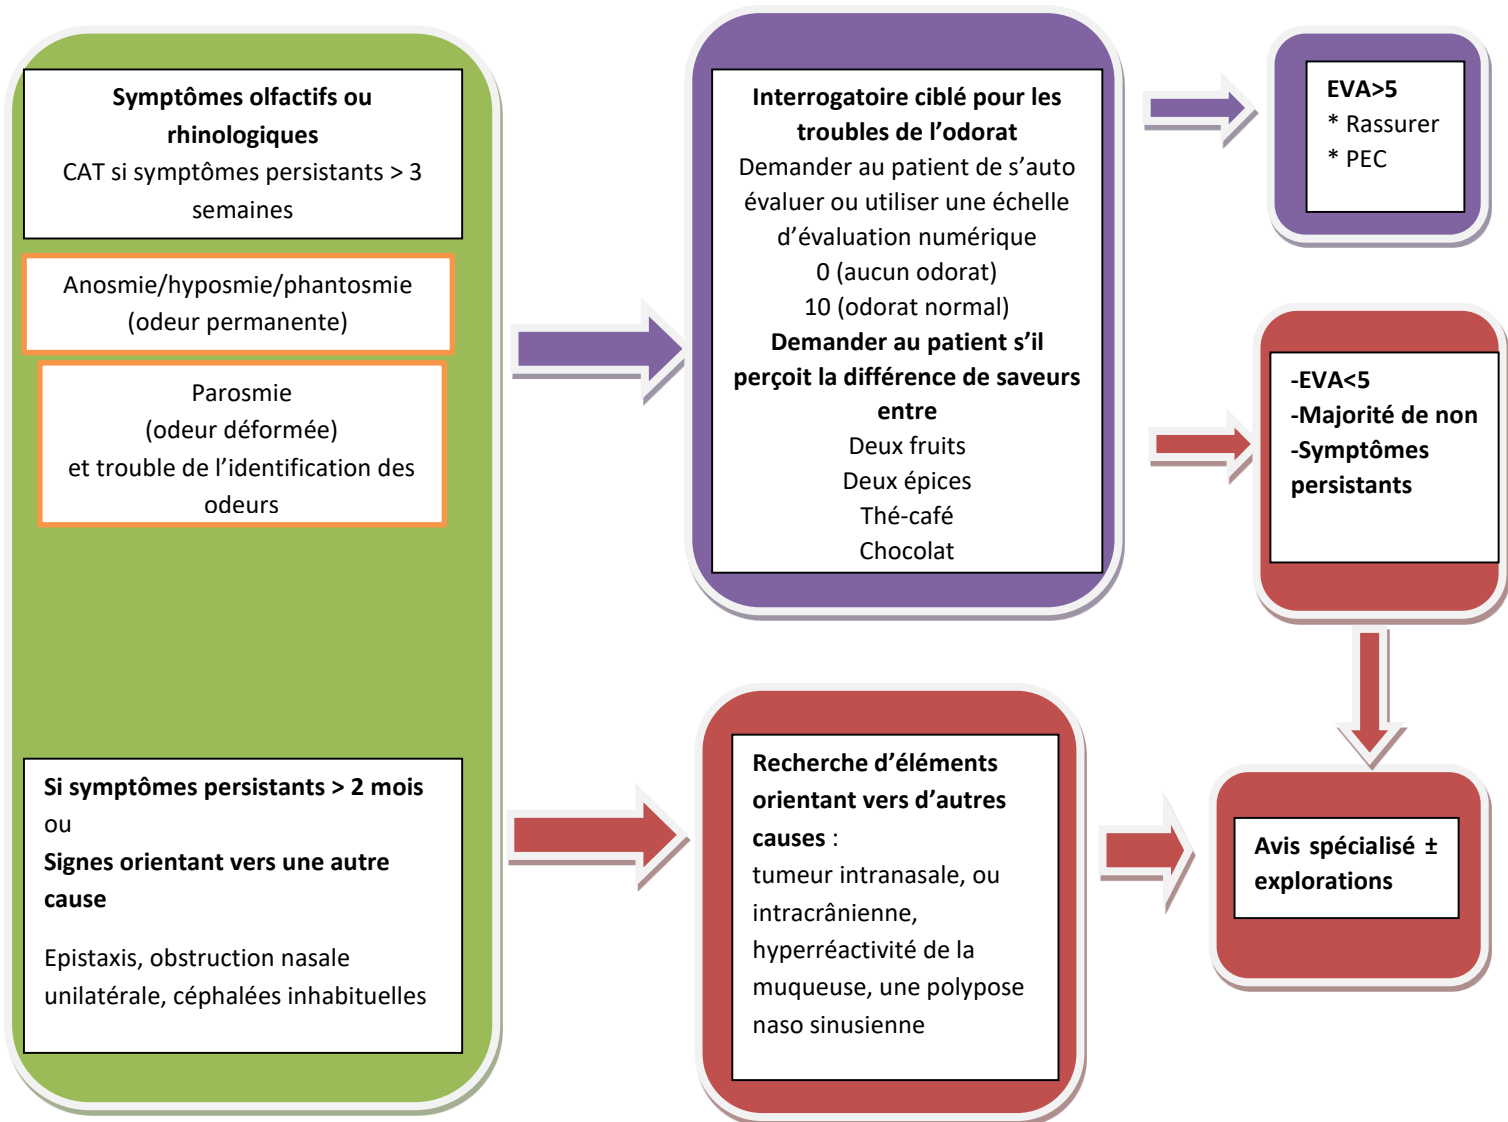 Symptômes olfactifs ou
rhinologiques
CAT si symptômes persistants > 3
semaines
Anosmie/hyposmie/phantosmie
(odeur permanente)
Parosmie
(odeur déformée)
et trouble de l’identification des
odeurs
Si symptômes persistants > 2 mois
ou
Signes orientant vers une autre
cause
Epistaxis, obstruction nasale
unilatérale, céphalées inhabituelles
Interrogatoire ciblé pour les
troubles de l’odorat
Demander au patient de s’auto
évaluer ou utiliser une échelle
d’évaluation numérique
0 (aucun odorat)
10 (odorat normal)
Demander au patient s’il
perçoit la différence de saveurs
entre
Deux fruits
Deux épices
Thé-café
Chocolat
Recherche d’éléments
orientant vers d’autres
causes :
tumeur intranasale, ou
intracrânienne,
hyperréactivité de la
muqueuse, une polypose
naso sinusienne
EVA>5
* Rassurer
* PEC
-EVA<5
-Majorité de non
-Symptômes
persistants
Avis spécialisé ±
explorations